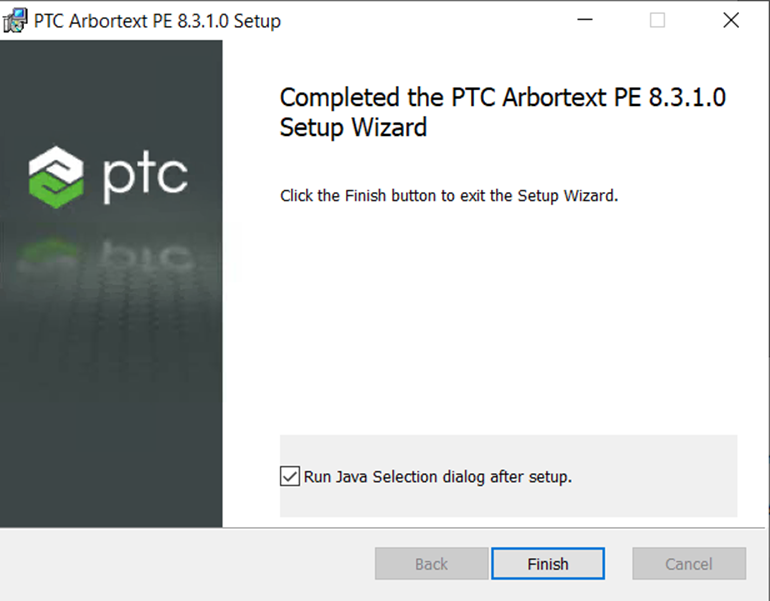 PTC Arbortext PE 8.3.1.0 Setup
ptc
Completed the PTC Arbortext PE 8.3.1.0
Setup Wizard
Click the Finish button to exit the Setup Wizard.
Run Java Selection dialog after setup.
Back
Finish
Cancel